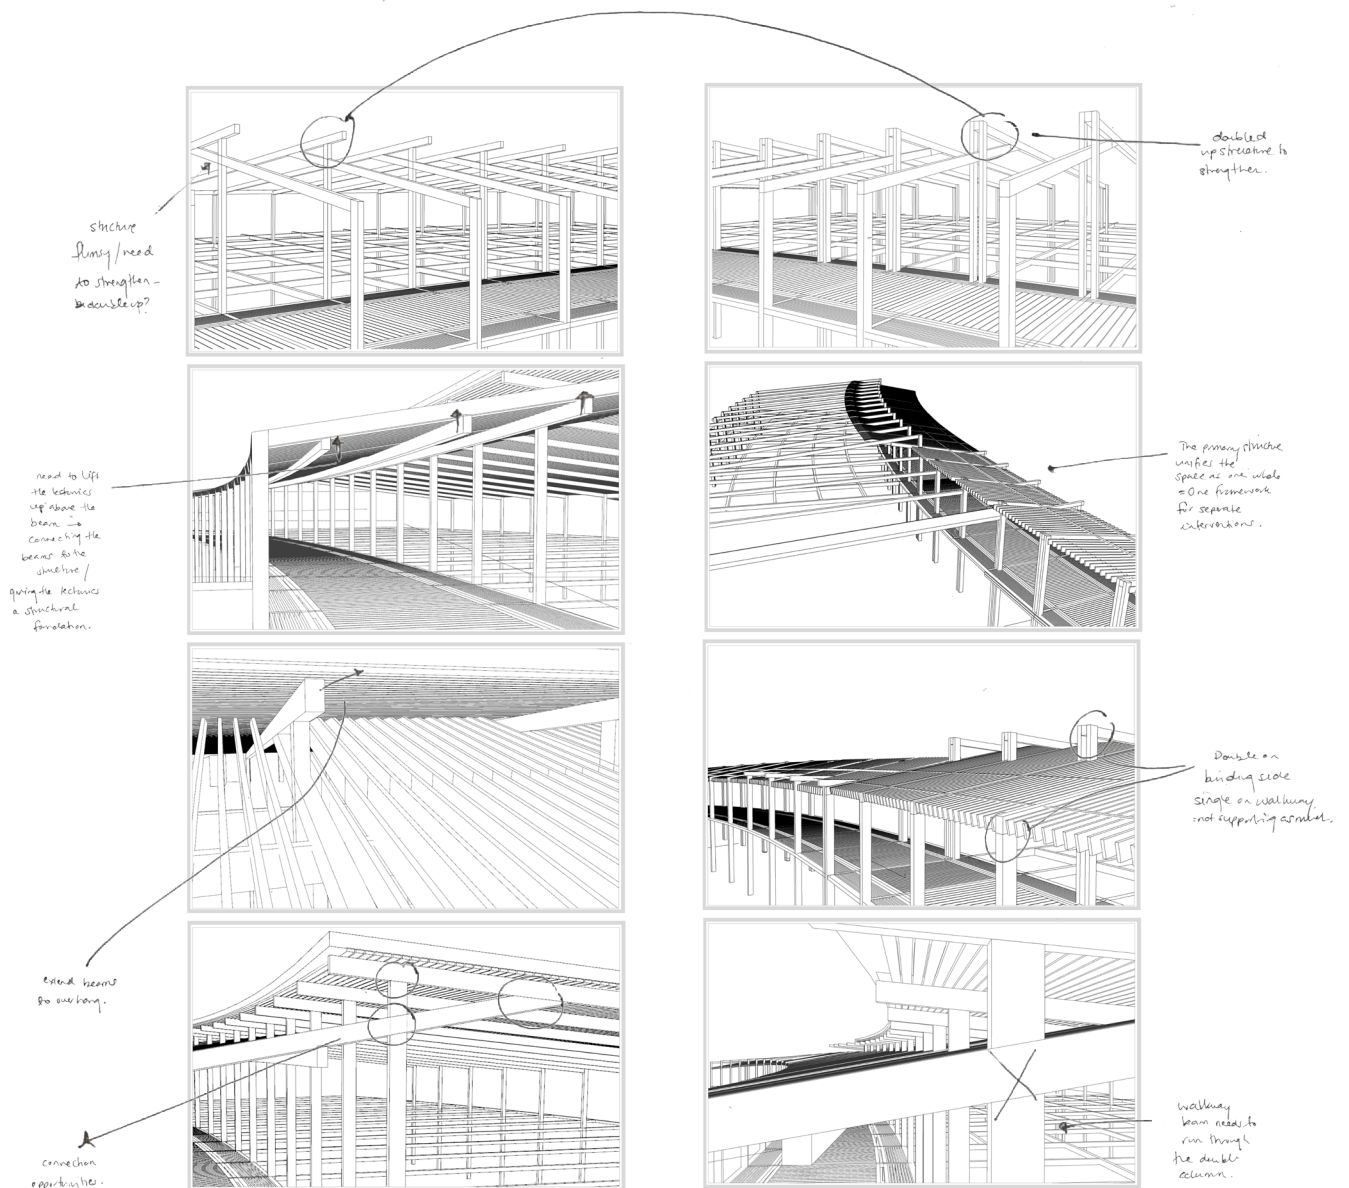 structure
flimsy / need
to strengthen -
double up?
doubled
up structure to
strengthen.
need to lift
the tectonics
up above the
beam →
connecting the
beams to the
structure /
giving the tectonics
a structural
foundation.
The primary structure
unifies the
space as one whole
= One framework
for separate
interventions.
extend beams
to overhang.
Double on
binding side
single on walkway
=not supporting as much.
connection
opportunities.
walkway
beam needs to
run through
the double
column.